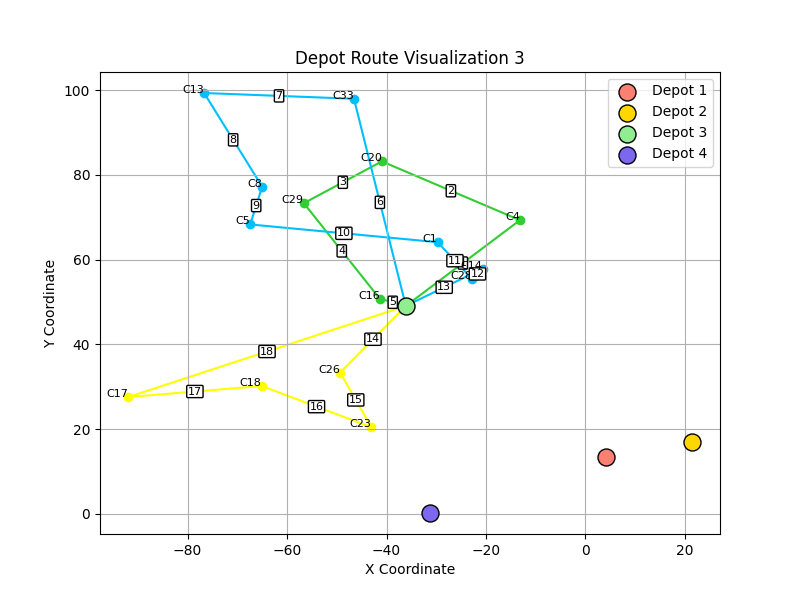 Depot Route Visualization 3
Depot 1
Depot 2
Depot 3
Depot 4
Y Coordinate
100
80
60
40
20
0
C13
7
C33
8
C20
3
2
C8
C29
9
6
C4
C5
10
C1
4
11
C14
C28
12
13
C16
5
14
18
C26
C18
C17
17
15
16
C23
−80
−60
−40
−20
0
20
X Coordinate